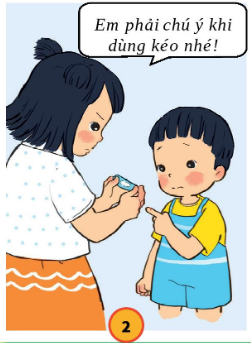 Em phải chú ý khi
dùng kéo nhé!
2